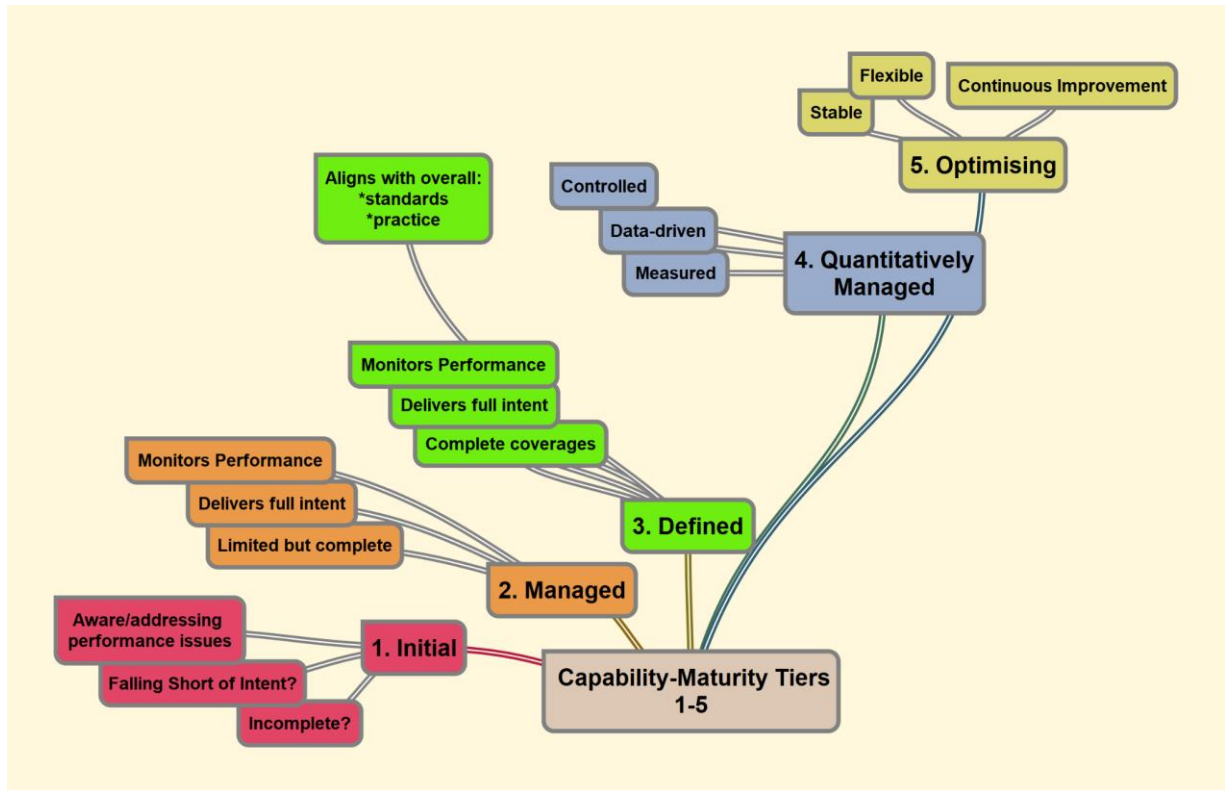 Flexible
Continuous Improvement
Stable
5. Optimising
Aligns with overall:
*standards
*practice
Controlled
Data-driven
Measured
4. Quantitatively
Managed
Monitors Performance
Delivers full intent
Complete coverages
3. Defined
Monitors Performance
Delivers full intent
Limited but complete
2. Managed
Aware/addressing
performance issues
Falling Short of Intent?
Incomplete?
1. Initial
Capability-Maturity Tiers
1-5